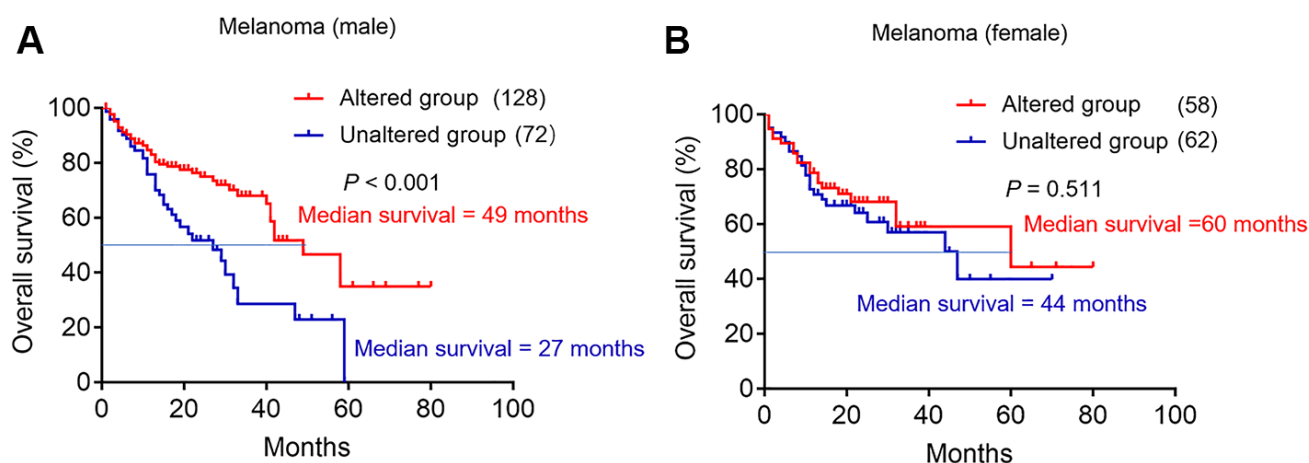 A
Melanoma (male)
Altered group (128)
Unaltered group (72)
P < 0.001
Median survival = 49 months
Median survival = 27 months
Overall survival (%)
100
80
60
40
20
0
0 20 40 60 80 100
Months
B
Melanoma (female)
Altered group (58)
Unaltered group (62)
P = 0.511
Median survival =60 months
Median survival = 44 months
Overall survival (%)
100
80
60
40
20
0
0 20 40 60 80 100
Months